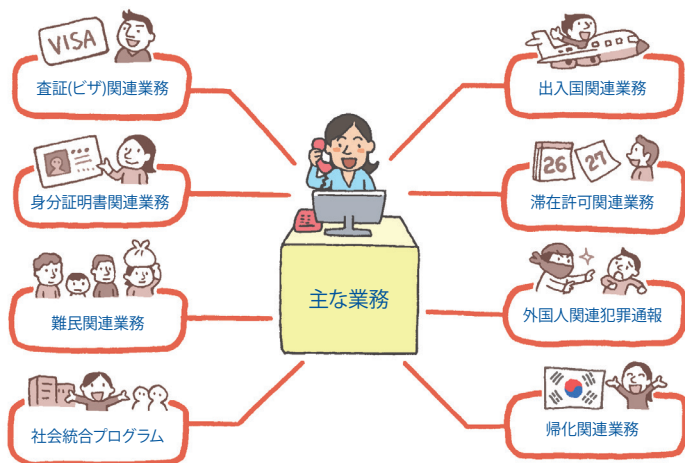 VISA
査証(ビザ)関連業務
出入国関連業務
身分証明書関連業務
26 27
滞在許可関連業務
主な業務
難民関連業務
外国人関連犯罪通報
社会統合プログラム
帰化関連業務